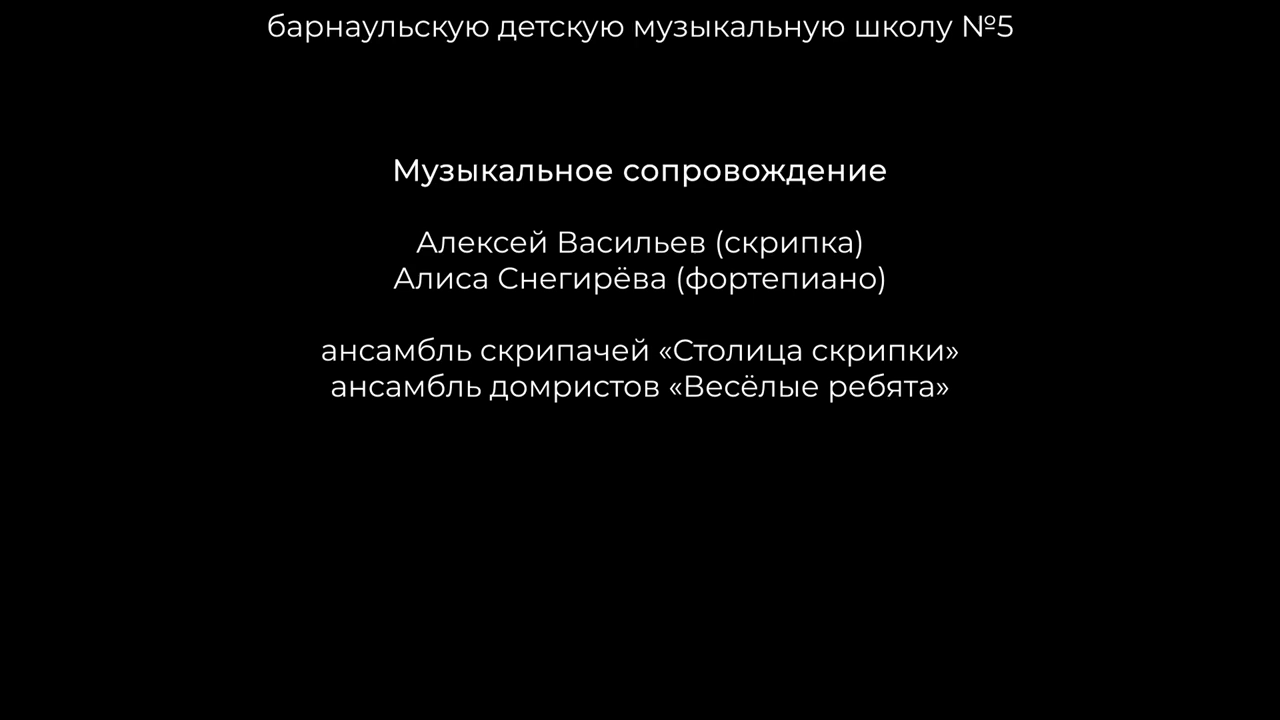 барнаульскую детскую музыкальную школу №5
Музыкальное сопровождение
Алексей Васильев (скрипка)
Алиса Снегирёва (фортепиано)
ансамбль скрипачей «Столица скрипки»
ансамбль домристов «Весёлые ребята»